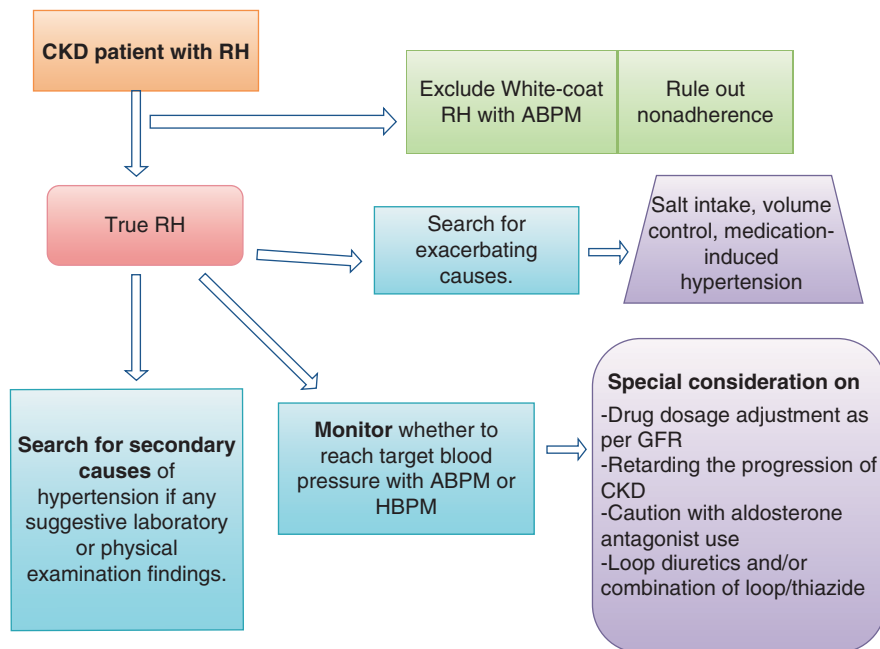 CKD patient with RH
Exclude White-coat
RH with ABPM
Rule out
nonadherence
True RH
Search for
exacerbating
causes.
Salt intake, volume
control, medication-
induced
hypertension
Search for secondary
causes of
hypertension if any
suggestive laboratory
or physical
examination findings.
Monitor whether to
reach target blood
pressure with ABPM or
HBPM
Special consideration on
-Drug dosage adjustment as
per GFR
-Retarding the progression of
CKD
-Caution with aldosterone
antagonist use
-Loop diuretics and/or
combination of loop/thiazide